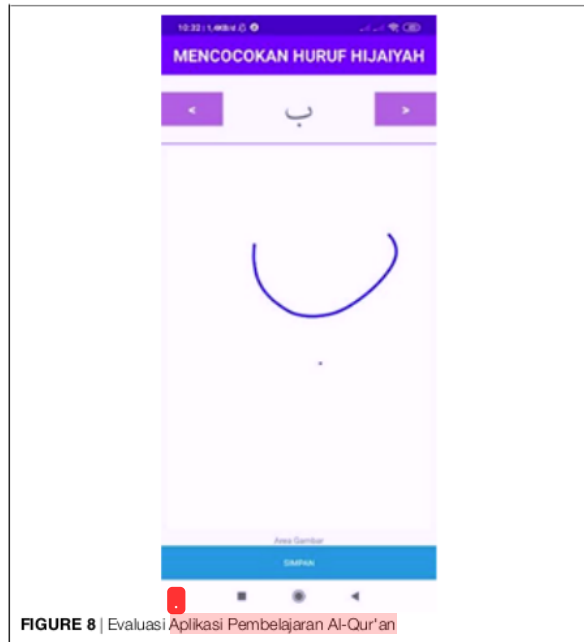 MENCOCOKAN HURUF HIJAIYAH
< ب >
Area Gambar
SIMPAN
FIGURE 8 | Evaluasi Aplikasi Pembelajaran Al-Qur'an